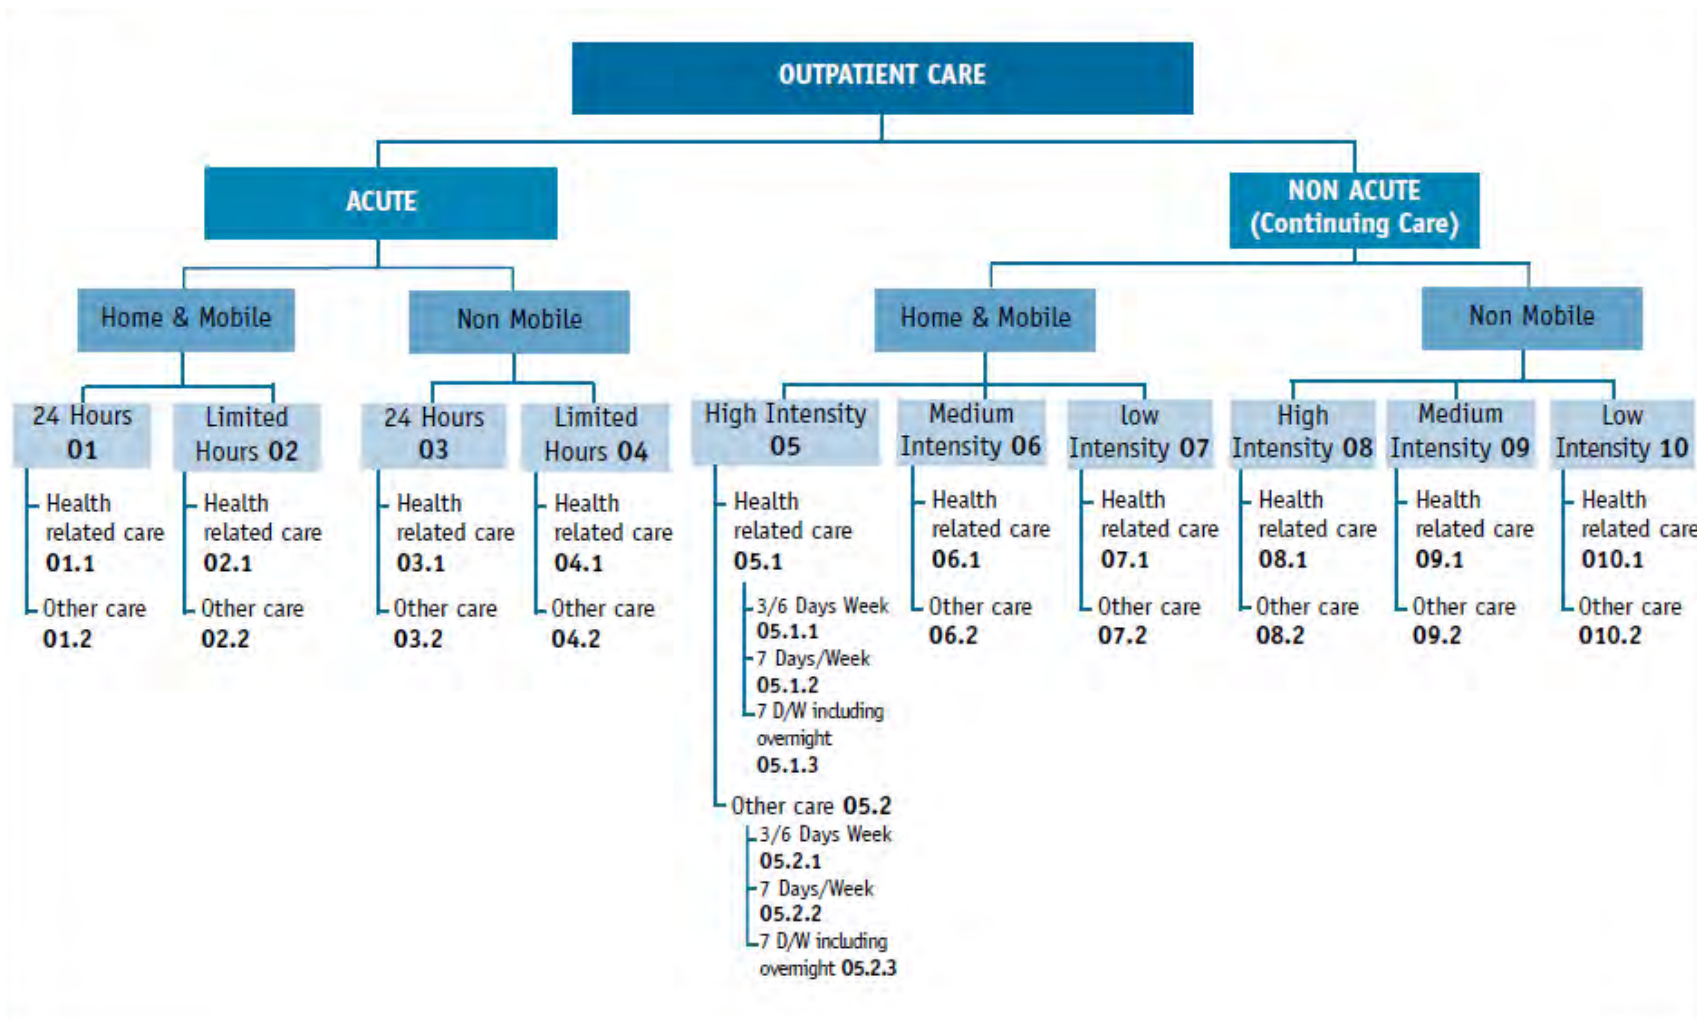 OUTPATIENT CARE
ACUTE
NON ACUTE
(Continuing Care)
Home & Mobile
Non Mobile
Home & Mobile
Non Mobile
24 Hours
01
Limited
Hours 02
24 Hours
03
Limited
Hours 04
High Intensity
05
Medium
Intensity 06
low
Intensity 07
High
Intensity 08
Medium
Intensity 09
Low
Intensity 10
Health
related care
01.1
Other care
01.2
Health
related care
02.1
Other care
02.2
Health
related care
03.1
Other care
03.2
Health
related care
04.1
Other care
04.2
Health
related care
05.1
3/6 Days Week
05.1.1
7 Days/Week
05.1.2
7 D/W including
overnight
05.1.3
Other care 05.2
3/6 Days Week
05.2.1
7 Days/Week
05.2.2
7 D/W including
overnight 05.2.3
Health
related care
06.1
Other care
06.2
Health
related care
07.1
Other care
07.2
Health
related care
08.1
Other care
08.2
Health
related care
09.1
Other care
09.2
Health
related care
010.1
Other care
010.2